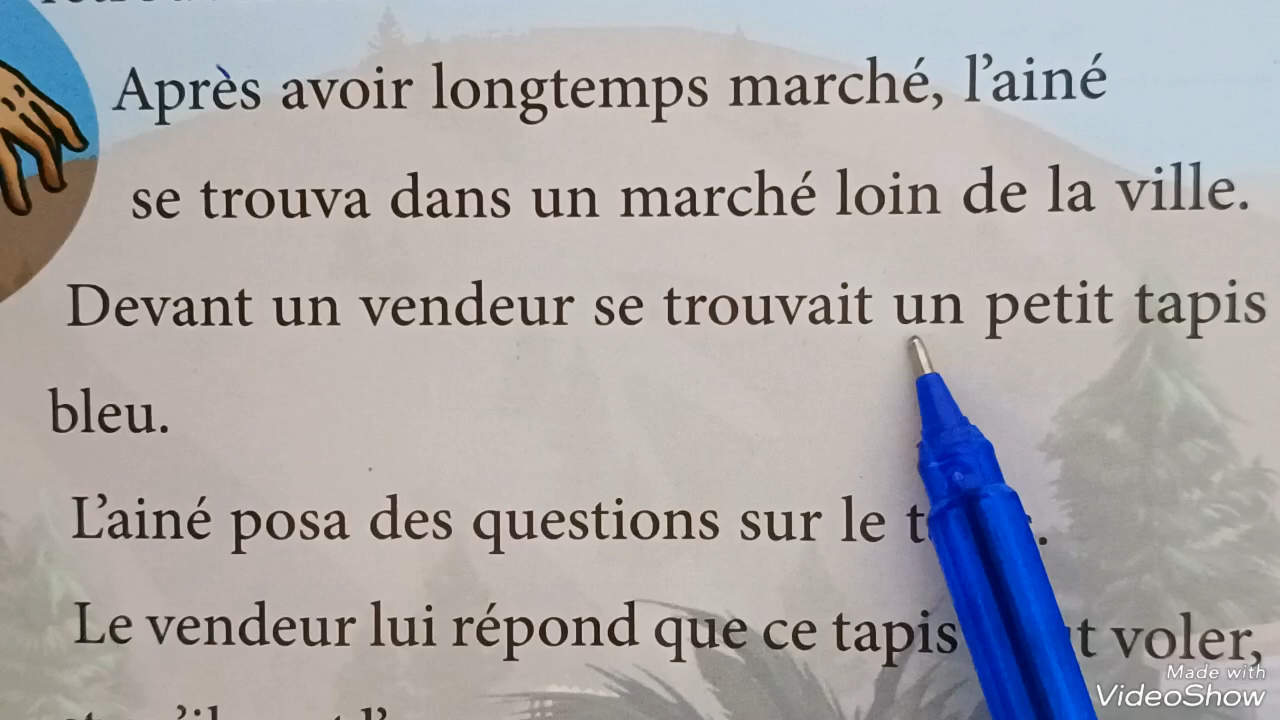 Après avoir longtemps marché, l'ainé
se trouva dans un marché loin de la ville.
Devant un vendeur se trouvait un petit tapis
bleu.
L'ainé posa des questions sur le
Le vendeur lui répond que ce tapis voler,
Made with
VideoShow